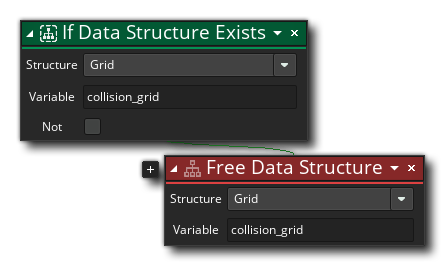 If Data Structure Exists
Structure Grid
Variable collision_grid
Not
Free Data Structure
Structure Grid
Variable collision_grid